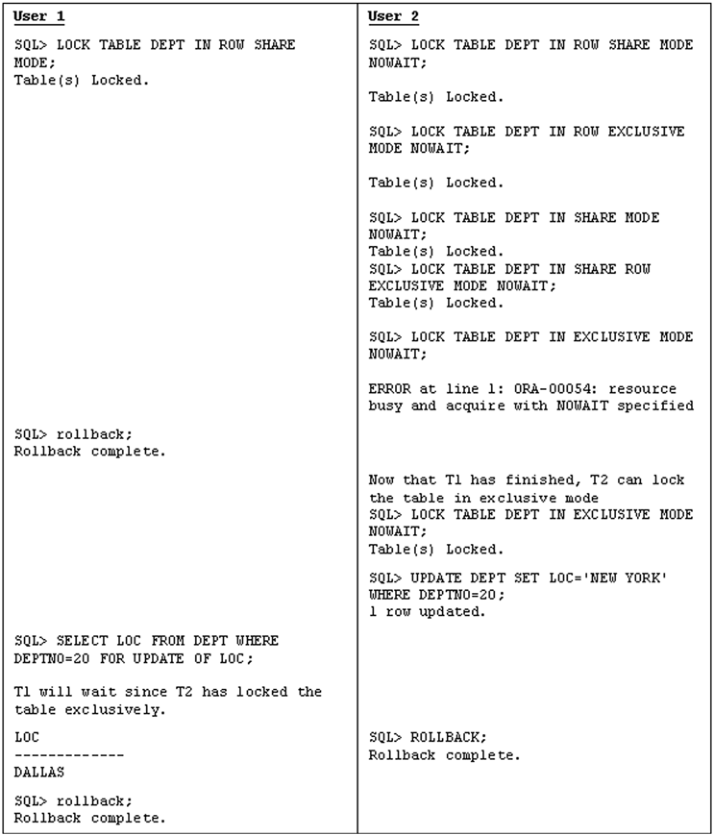 User 1
SQL> LOCK TABLE DEPT IN ROW SHARE
MODE;
Table(s) Locked.
User 2
SQL> LOCK TABLE DEPT IN ROW SHARE MODE
NOWAIT;
Table(s) Locked.
SQL> LOCK TABLE DEPT IN ROW EXCLUSIVE
MODE NOWAIT;
Table(s) Locked.
SQL> LOCK TABLE DEPT IN SHARE MODE
NOWAIT;
Table(s) Locked.
SQL> LOCK TABLE DEPT IN SHARE ROW
EXCLUSIVE MODE NOWAIT;
Table(s) Locked.
SQL> LOCK TABLE DEPT IN EXCLUSIVE MODE
NOWAIT;
ERROR at line 1: ORA-00054: resource
busy and acquire with NOWAIT specified
SQL> rollback;
Rollback complete.
Now that T1 has finished, T2 can lock
the table in exclusive mode
SQL> LOCK TABLE DEPT IN EXCLUSIVE MODE
NOWAIT;
Table(s) Locked.
SQL> UPDATE DEPT SET LOC='NEW YORK'
WHERE DEPTNO=20;
1 row updated.
SQL> SELECT LOC FROM DEPT WHERE
DEPTNO=20 FOR UPDATE OF LOC;
T1 will wait since T2 has locked the
table exclusively.
SQL> ROLLBACK;
Rollback complete.
LOC
-------------
DALLAS
SQL> rollback;
Rollback complete.